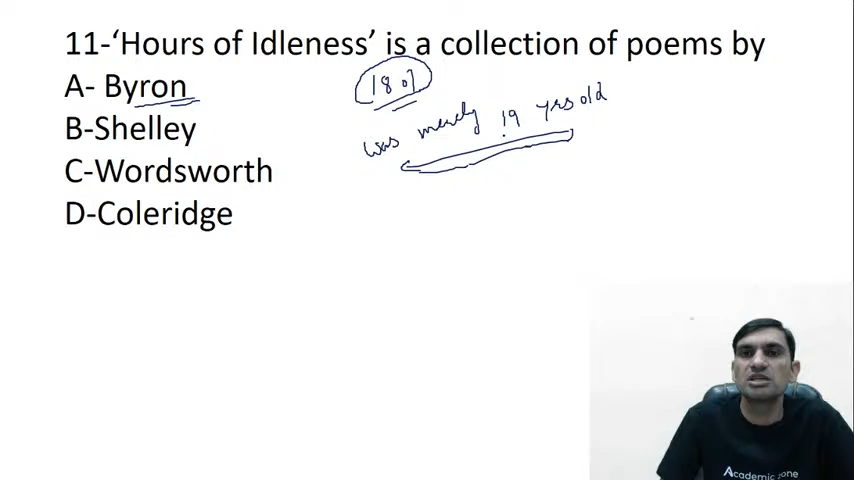 11-‘Hours of Idleness’ is a collection of poems by
A- Byron
1807
was merely 19 yrs old
B-Shelley
C-Wordsworth
D-Coleridge
Academic zone